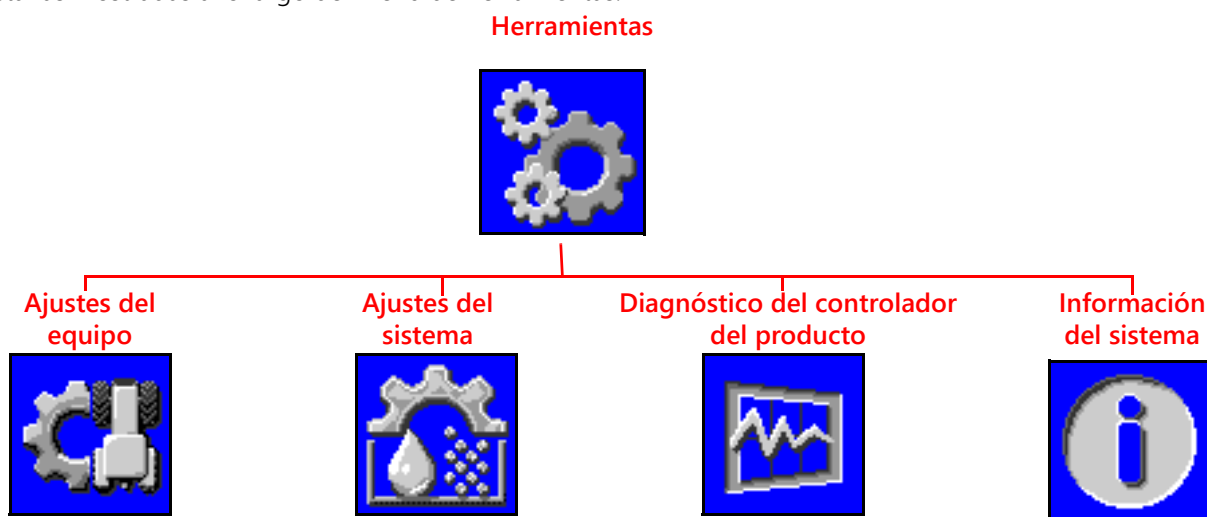 Herramientas
Ajustes del
equipo
Ajustes del
sistema
Diagnóstico del controlador
del producto
Información
del sistema